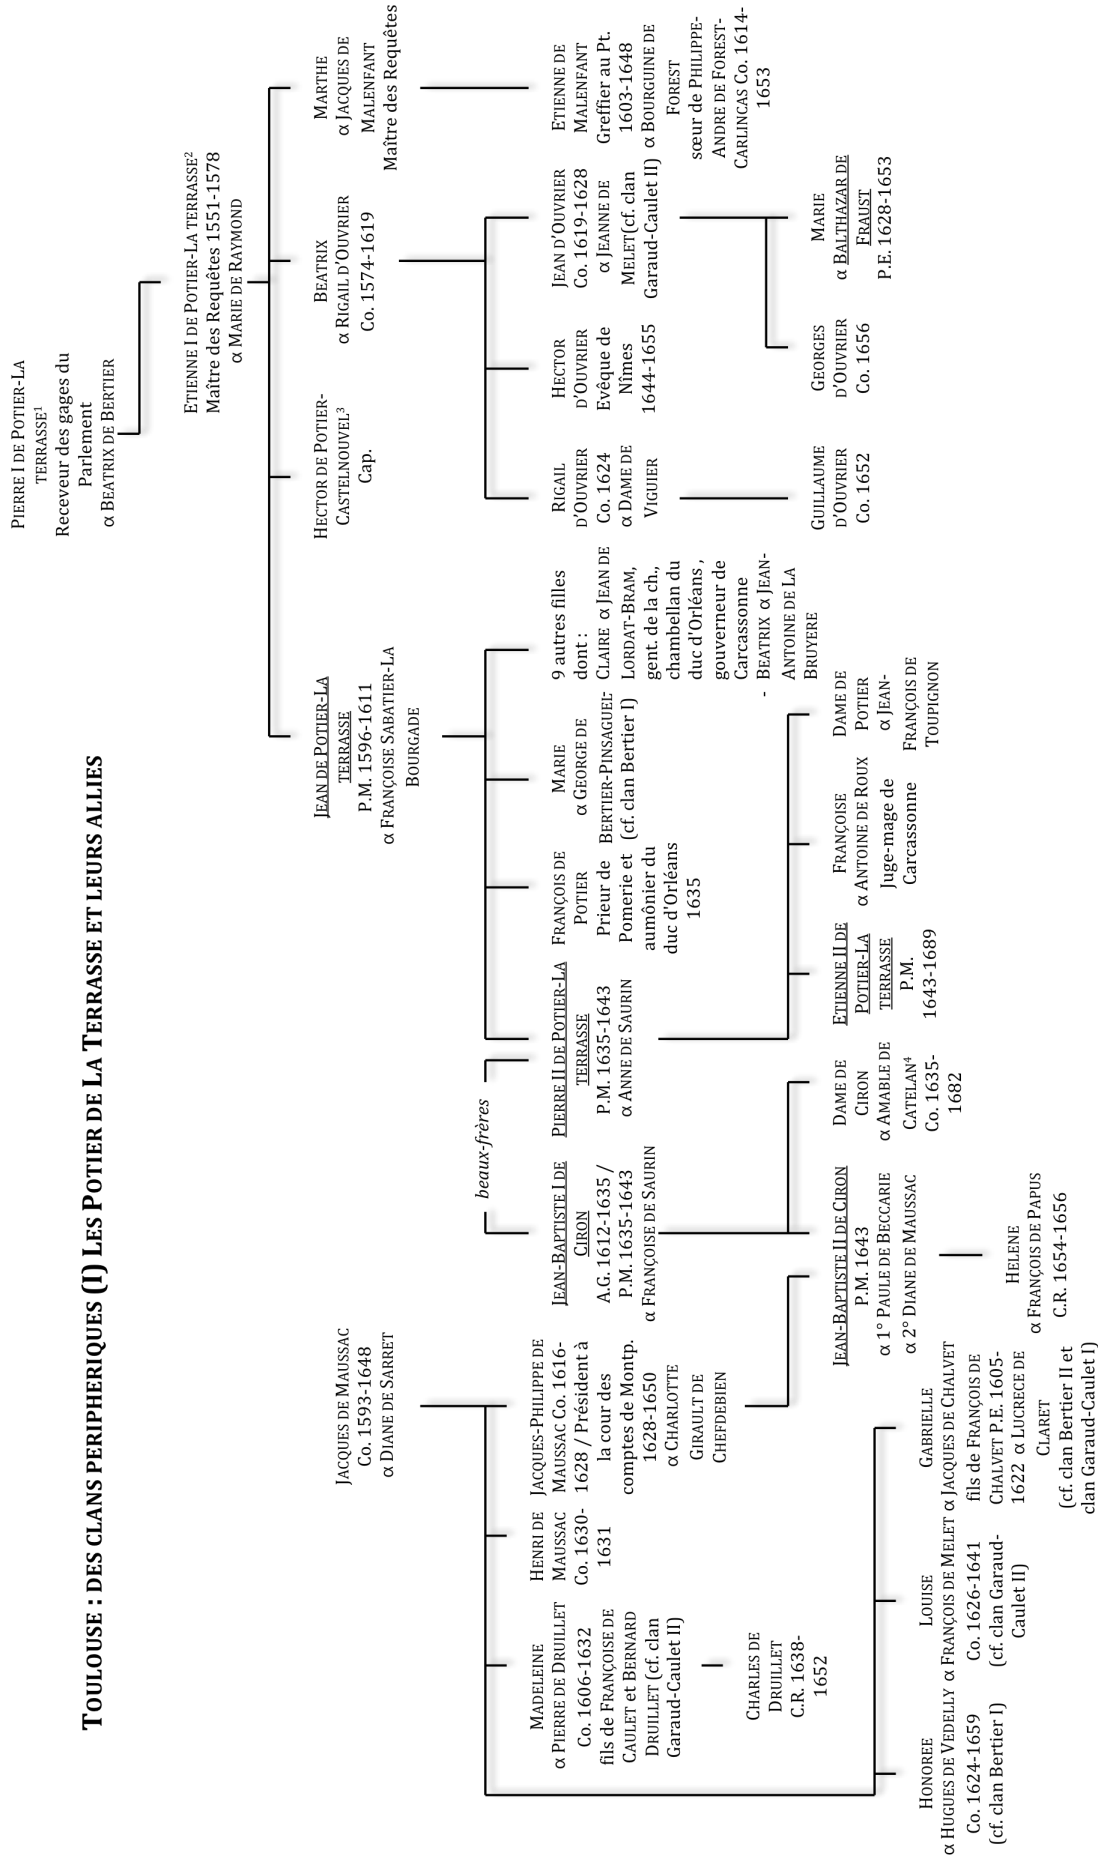 TOULOUSE : DES CLANS PERIPHERIQUES (I) LES POTIER DE LA TERRASSE ET LEURS ALLIES
PIERRE I DE POTIER-LA
TERRASSE1
Receveur des gages du
Parlement
α BEATRIX DE BERTIER
ETIENNE I DE POTIER-LA TERRASSE2
Maître des Requêtes 1551-1578
α MARIE DE RAYMOND
JACQUES DE MAUSSAC
Co. 1593-1648
α DIANE DE SARRET
JEAN DE POTIER-LA
TERRASSE
P.M. 1596-1611
α FRANÇOISE SABATIER-LA
BOURGADE
HECTOR DE POTIER-
CASTELNOUVEL3
Cap.
BEATRIX
α RIGAIL D'OUVRIER
Co. 1574-1619
MARTHE
α JACQUES DE
MALENFANT
Maître des Requêtes
beaux-frères
MADELEINE
α PIERRE DE DRUILLET
Co. 1606-1632
fils de FRANÇOISE DE
CAULET et BERNARD
DRUILLET (cf. clan
Garaud-Caulet II)
HENRI DE
MAUSSAC
Co. 1630-
1631
JACQUES-PHILIPPE DE
MAUSSAC Co. 1616-
1628 / Président à
la cour des
comptes de Montp.
1628-1650
α CHARLOTTE
GIRAULT DE
CHEFDEBIEN
JEAN-BAPTISTE I DE
CIRON
A.G. 1612-1635 /
P.M. 1635-1643
α FRANÇOISE DE SAURIN
PIERRE II DE POTIER-LA
TERRASSE
P.M. 1635-1643
α ANNE DE SAURIN
FRANÇOIS DE
POTIER
Prieur de
Pomerie et
aumônier du
duc d'Orléans
1635
MARIE
α GEORGE DE
BERTIER-PINSAGUEL
(cf. clan Bertier I)
9 autres filles
dont :
CLAIRE α JEAN DE
LORDAT-BRAM,
gent. de la ch.,
chambellan du
duc d'Orléans ,
gouverneur de
Carcassonne
- BEATRIX α JEAN-
ANTOINE DE LA
BRUYERE
RIGAIL
D'OUVRIER
Co. 1624
α DAME DE
VIGUIER
HECTOR
D'OUVRIER
Evêque de
Nîmes
1644-1655
JEAN D'OUVRIER
Co. 1619-1628
α JEANNE DE
MELET(cf. clan
Garaud-Caulet II)
ETIENNE DE
MALENFANT
Greffier au Pt.
1603-1648
α BOURGUINE DE
FOREST
sœur de PHILIPPE-
ANDRE DE FOREST-
CARLINCAS Co. 1614-
1653
CHARLES DE
DRUILLET
C.R. 1638-
1652
JEAN-BAPTISTE II DE CIRON
P.M. 1643
α 1° PAULE DE BECCARIE
α 2° DIANE DE MAUSSAC
DAME DE
CIRON
α AMABLE DE
CATELAN4
Co. 1635-
1682
ETIENNE II DE
POTIER-LA
TERRASSE
P.M.
1643-1689
FRANÇOISE
α ANTOINE DE ROUX
Juge-mage de
Carcassonne
DAME DE
POTIER
α JEAN-
FRANÇOIS DE
TOUPIGNON
GUILLAUME
D'OUVRIER
Co. 1652
GEORGES
D'OUVRIER
Co. 1656
MARIE
α BALTHAZAR DE
FRAUST
P.E. 1628-1653
HONOREE
α HUGUES DE VEDELLY
Co. 1624-1659
(cf. clan Bertier I)
LOUISE
α FRANÇOIS DE MELET
Co. 1626-1641
(cf. clan Garaud-
Caulet II)
GABRIELLE
α JACQUES DE CHALVET
fils de FRANÇOIS DE
CHALVET P.E. 1605-
1622 α LUCRECE DE
CLARET
(cf. clan Bertier II et
clan Garaud-Caulet I)
HELENE
α FRANÇOIS DE PAPUS
C.R. 1654-1656